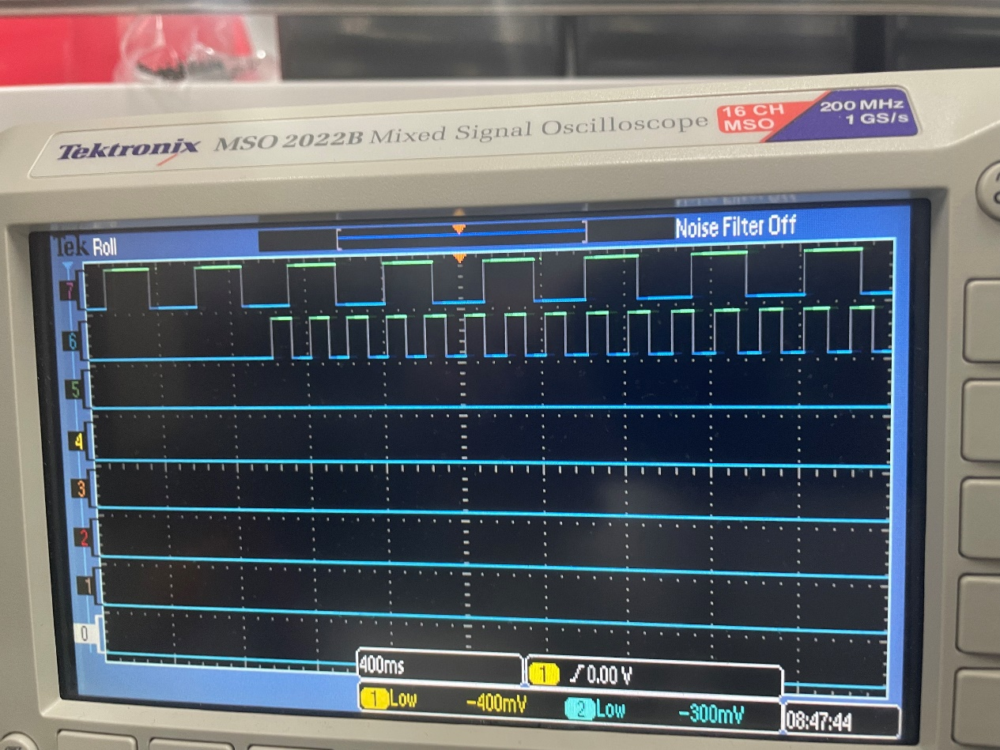 Tektronix MSO 2022B Mixed Signal Oscilloscope
16 CH MSO
200 MHz
1 GS/s
Tek Roll
Noise Filter Off
7
6
5
4
3
2
1
0
400ms
1 / 0.00 V
1 Low -400mV 2 Low -300mV
08:47:44